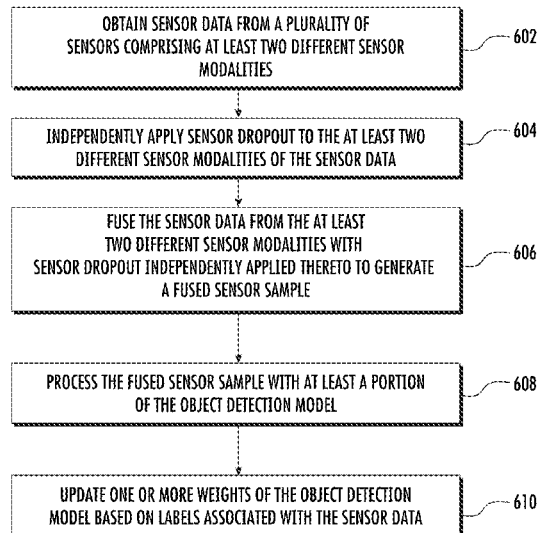 OBTAIN SENSOR DATA FROM A PLURALITY OF
SENSORS COMPRISING AT LEAST TWO DIFFERENT SENSOR
MODALITIES
602
INDEPENDENTLY APPLY SENSOR DROPOUT TO THE AT LEAST TWO
DIFFERENT SENSOR MODALITIES OF THE SENSOR DATA
604
FUSE THE SENSOR DATA FROM THE AT LEAST
TWO DIFFERENT SENSOR MODALITIES WITH
SENSOR DROPOUT INDEPENDENTLY APPLIED THERETO TO GENERATE
A FUSED SENSOR SAMPLE
606
PROCESS THE FUSED SENSOR SAMPLE WITH AT LEAST A PORTION
OF THE OBJECT DETECTION MODEL
608
UPDATE ONE OR MORE WEIGHTS OF THE OBJECT DETECTION
MODEL BASED ON LABELS ASSOCIATED WITH THE SENSOR DATA
610